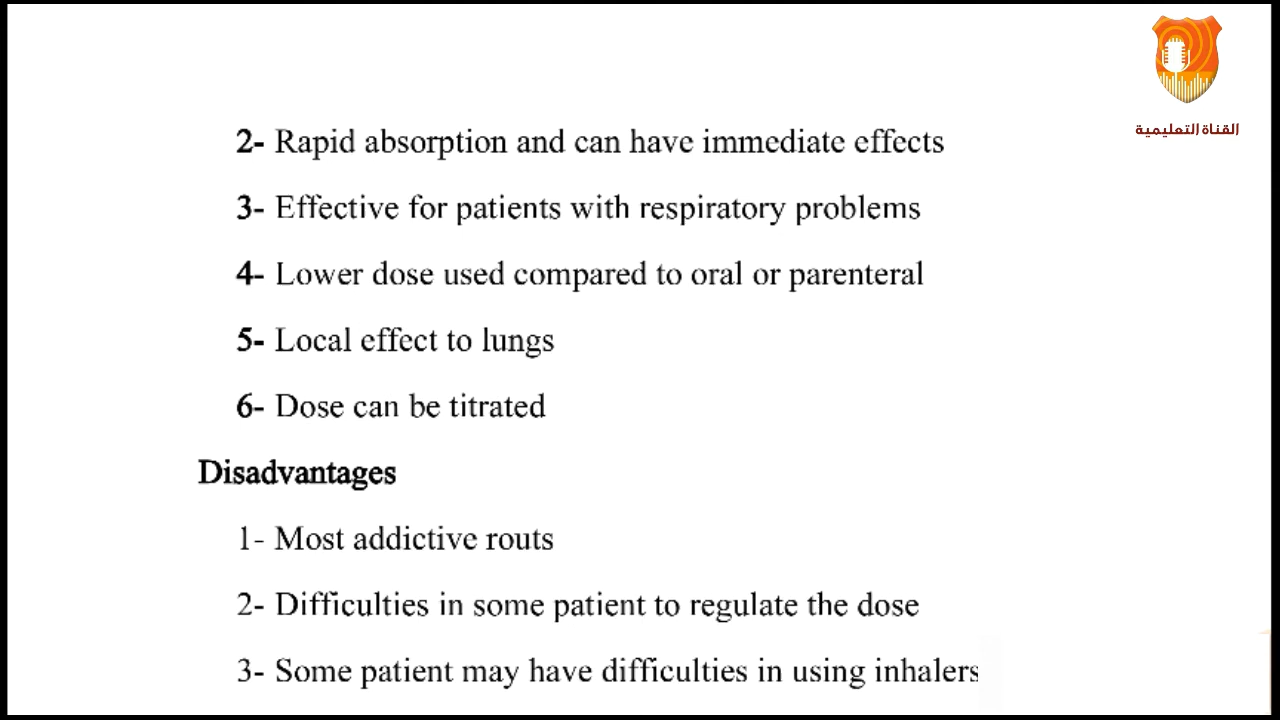 القناة التعليمية
2- Rapid absorption and can have immediate effects
3- Effective for patients with respiratory problems
4- Lower dose used compared to oral or parenteral
5- Local effect to lungs
6- Dose can be titrated
Disadvantages
1- Most addictive routs
2- Difficulties in some patient to regulate the dose
3- Some patient may have difficulties in using inhalers